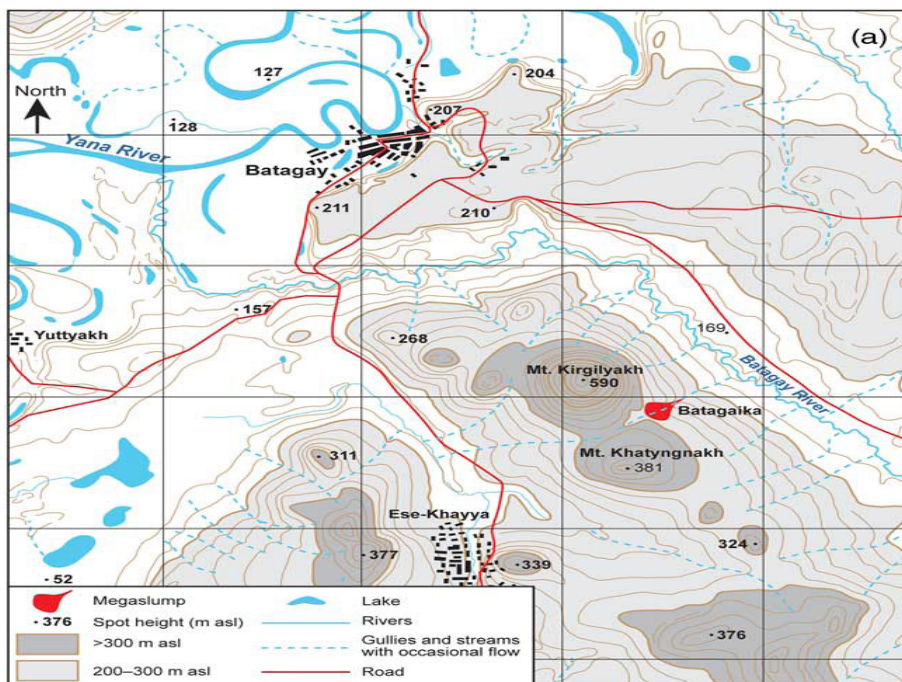 (a)
127
204
North
207
128
Yana River
Batagay
211
210
157
169
Yuttyakh
268
Mt. Kirgilyakh
590
Batagay River
Batagaika
Mt. Khatyngnakh
311
381
Ese-Khayya
324
377
339
52
376
Megaslump
376 Spot height (m asl)
>300 m asl
200–300 m asl
Lake
Rivers
Gullies and streams
with occasional flow
Road